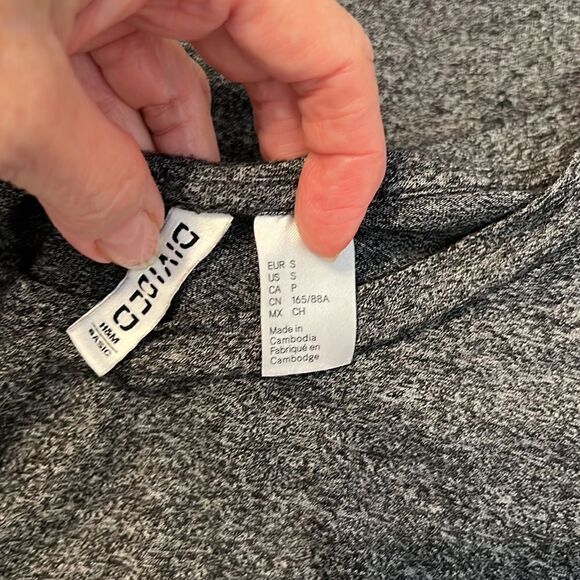 DIVIDED
H&M
BASIC
EUR S
US S
CA P
CN 165/88A
MX CH
Made in
Cambodia
Fabriqué en
Cambodge